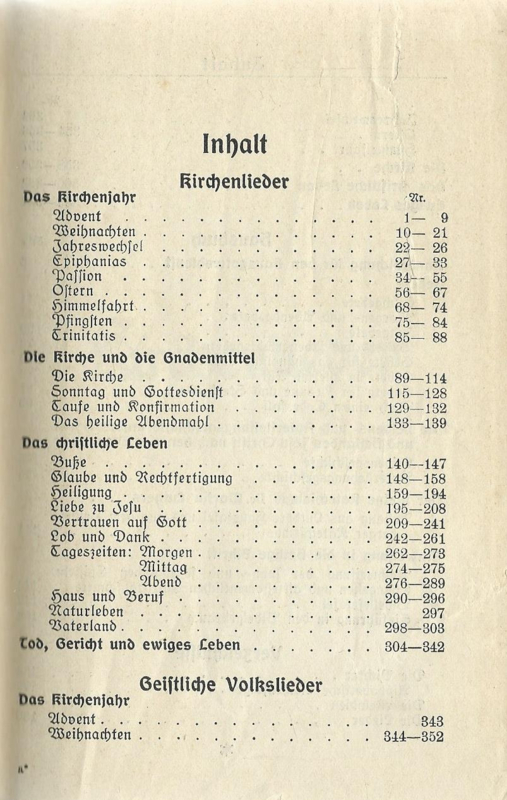 Inhalt
Kirchenlieder
Das Kirchenjahr Nr.
Advent . . . . . . . . . . . . . 1— 9
Weihnachten . . . . . . . . . . . 10— 21
Jahreswechsel . . . . . . . . . . . 22— 26
Epiphanias . . . . . . . . . . . 27— 33
Passion . . . . . . . . . . . . 34— 55
Ostern . . . . . . . . . . . . . 56— 67
Himmelfahrt . . . . . . . . . . . 68— 74
Pfingsten . . . . . . . . . . . . 75— 84
Trinitatis . . . . . . . . . . . . 85— 88
Die Kirche und die Gnadenmittel
Die Kirche . . . . . . . . . . . 89—114
Sonntag und Gottesdienst . . . . . . . 115—128
Taufe und Konfirmation . . . . . . . . 129—132
Das heilige Abendmahl . . . . . . . . 133—139
Das christliche Leben
Buße . . . . . . . . . . . . . 140—147
Glaube und Rechtfertigung . . . . . . . 148—158
Heiligung . . . . . . . . . . . . 159—194
Liebe zu Jesu . . . . . . . . . . . 195—208
Vertrauen auf Gott . . . . . . . . . 209—241
Lob und Dank . . . . . . . . . . . 242—261
Tageszeiten: Morgen . . . . . . . . . 262—273
Mittag . . . . . . . . . 274—275
Abend . . . . . . . . . 276—289
Haus und Beruf . . . . . . . . . . 290—296
Naturleben . . . . . . . . . . . 297
Vaterland . . . . . . . . . . . . 298—303
Tod, Gericht und ewiges Leben . . . . . . 304—342
Geistliche Volkslieder
Das Kirchenjahr
Advent . . . . . . . . . . . . . 343
Weihnachten . . . . . . . . . . . 344—352
a*